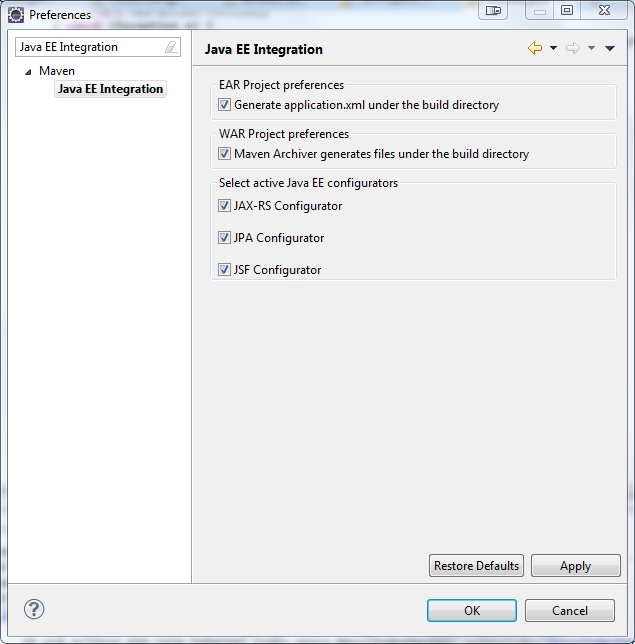 Preferences
Java EE Integration
Maven
Java EE Integration
Java EE Integration
EAR Project preferences
Generate application.xml under the build directory
WAR Project preferences
Maven Archiver generates files under the build directory
Select active Java EE configurators
JAX-RS Configurator
JPA Configurator
JSF Configurator
Restore Defaults
Apply
?
OK
Cancel